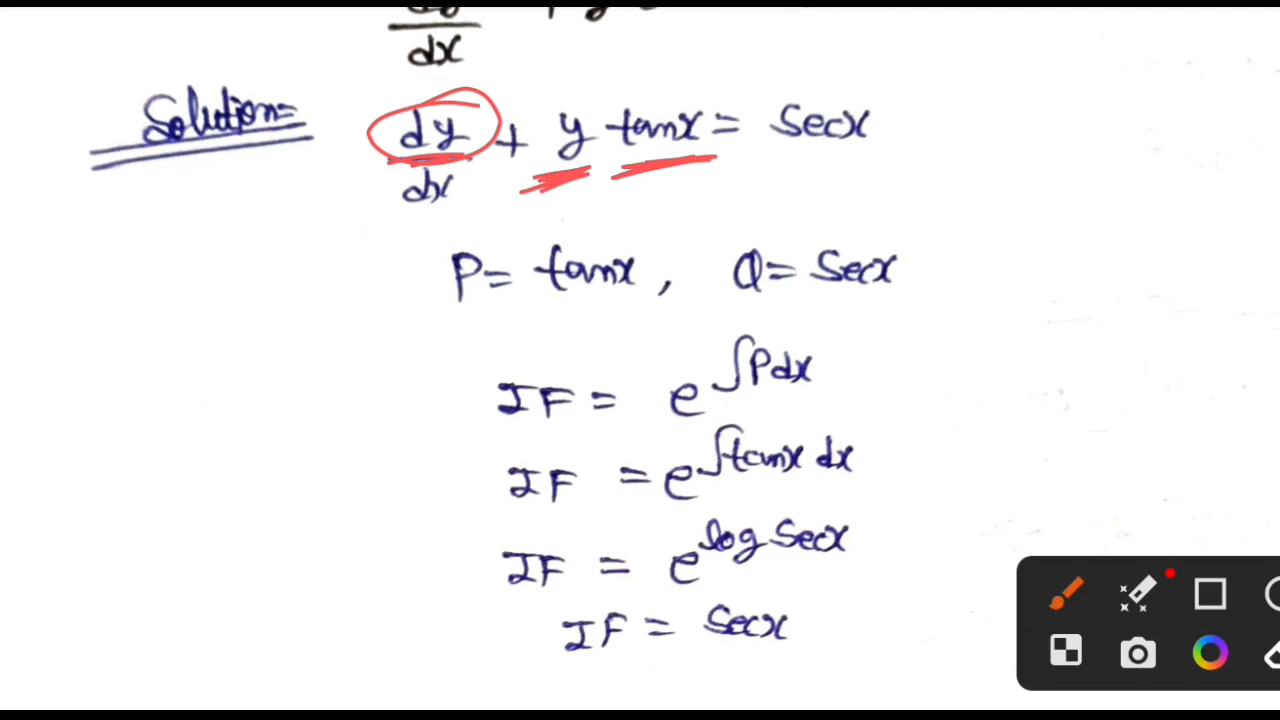 dx
Solution= dy/dx + y tanx = Secx
P= tanx, Q= Secx
IF = e^∫Pdx
IF = e^∫tanx dx
IF = e^log Secx
IF = Secx